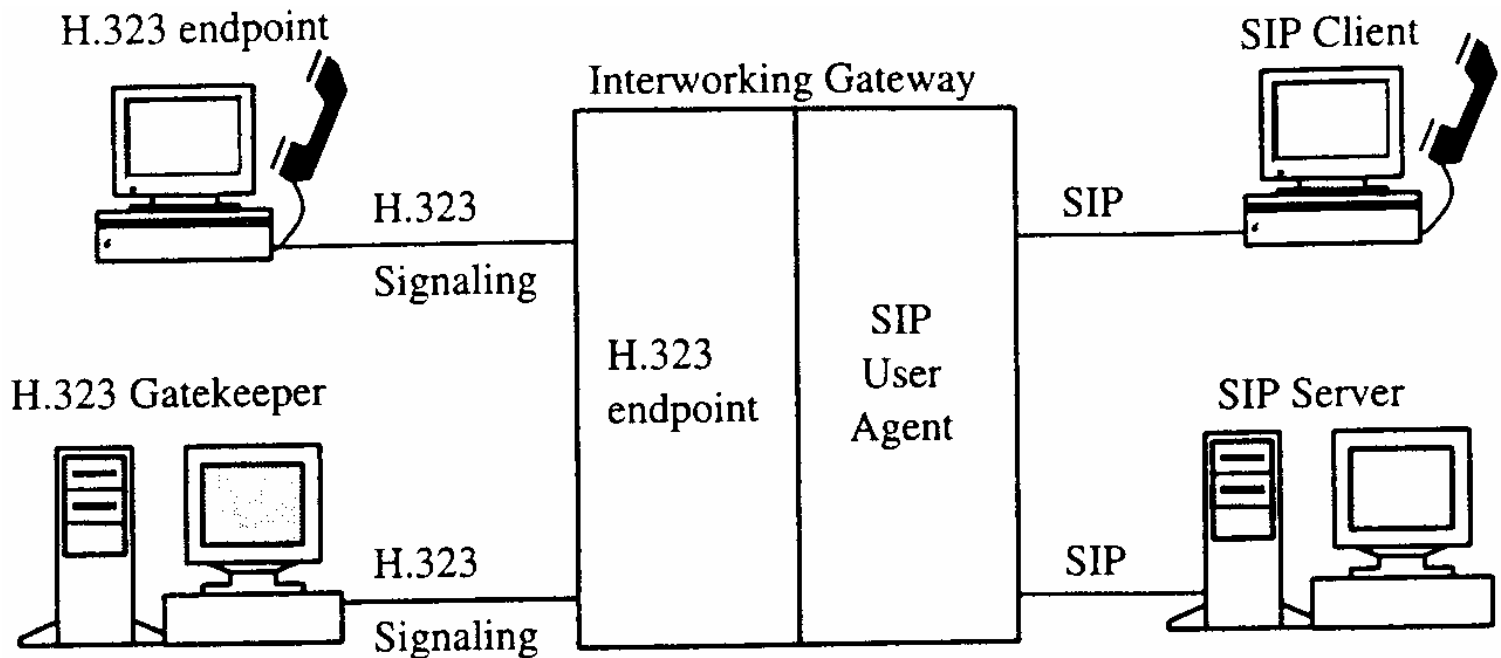 H.323 endpoint
SIP Client
Interworking Gateway
H.323
Signaling
SIP
H.323
endpoint
SIP
User
Agent
H.323 Gatekeeper
SIP Server
H.323
Signaling
SIP